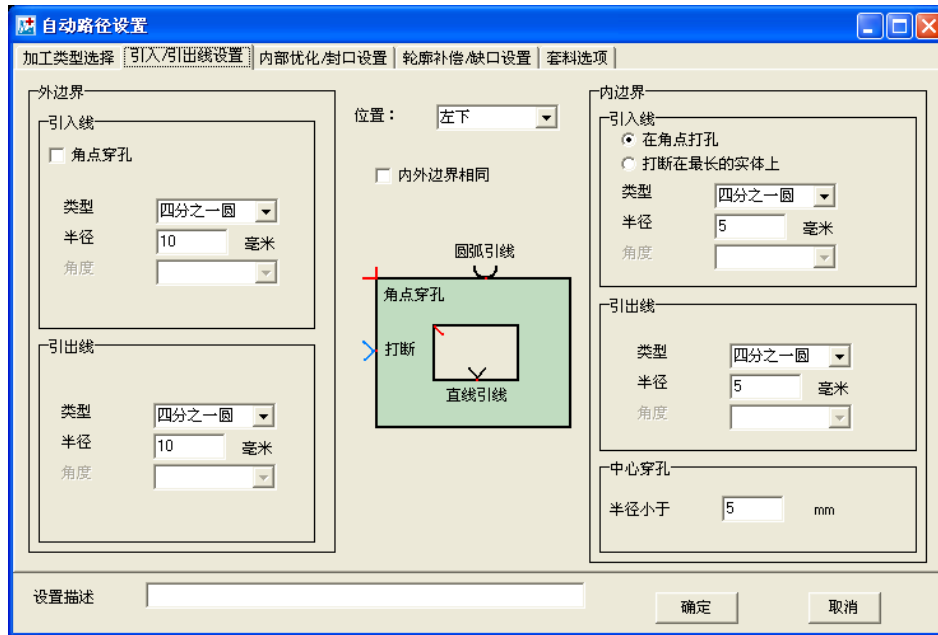 自动路径设置
加工类型选择 引入/引出线设置 内部优化/封口设置 轮廓补偿/缺口设置 套料选项
外边界
引入线
角点穿孔
类型 四分之一圆
半径 10 毫米
角度
引出线
类型 四分之一圆
半径 10 毫米
角度
位置： 左下
内外边界相同
圆弧引线
角点穿孔
打断
直线引线
内边界
引入线
在角点打孔
打断在最长的实体上
类型 四分之一圆
半径 5 毫米
角度
引出线
类型 四分之一圆
半径 5 毫米
角度
中心穿孔
半径小于 5 mm
设置描述
确定 取消